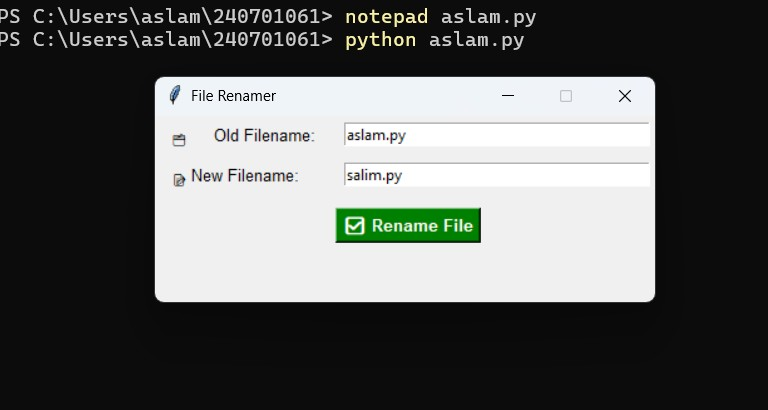 PS C:\Users\aslam\240701061> notepad aslam.py
PS C:\Users\aslam\240701061> python aslam.py
File Renamer
Old Filename: aslam.py
New Filename: salim.py
Rename File